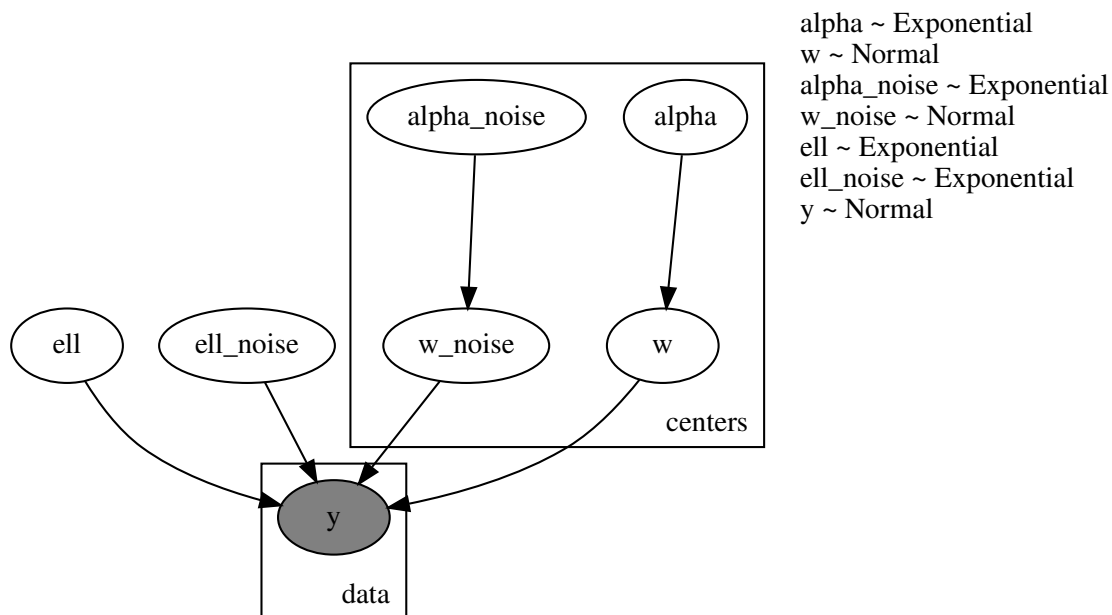 alpha ~ Exponential
w ~ Normal
alpha_noise ~ Exponential
w_noise ~ Normal
ell ~ Exponential
ell_noise ~ Exponential
y ~ Normal
alpha_noise
alpha
ell
ell_noise
w_noise
w
centers
y
data